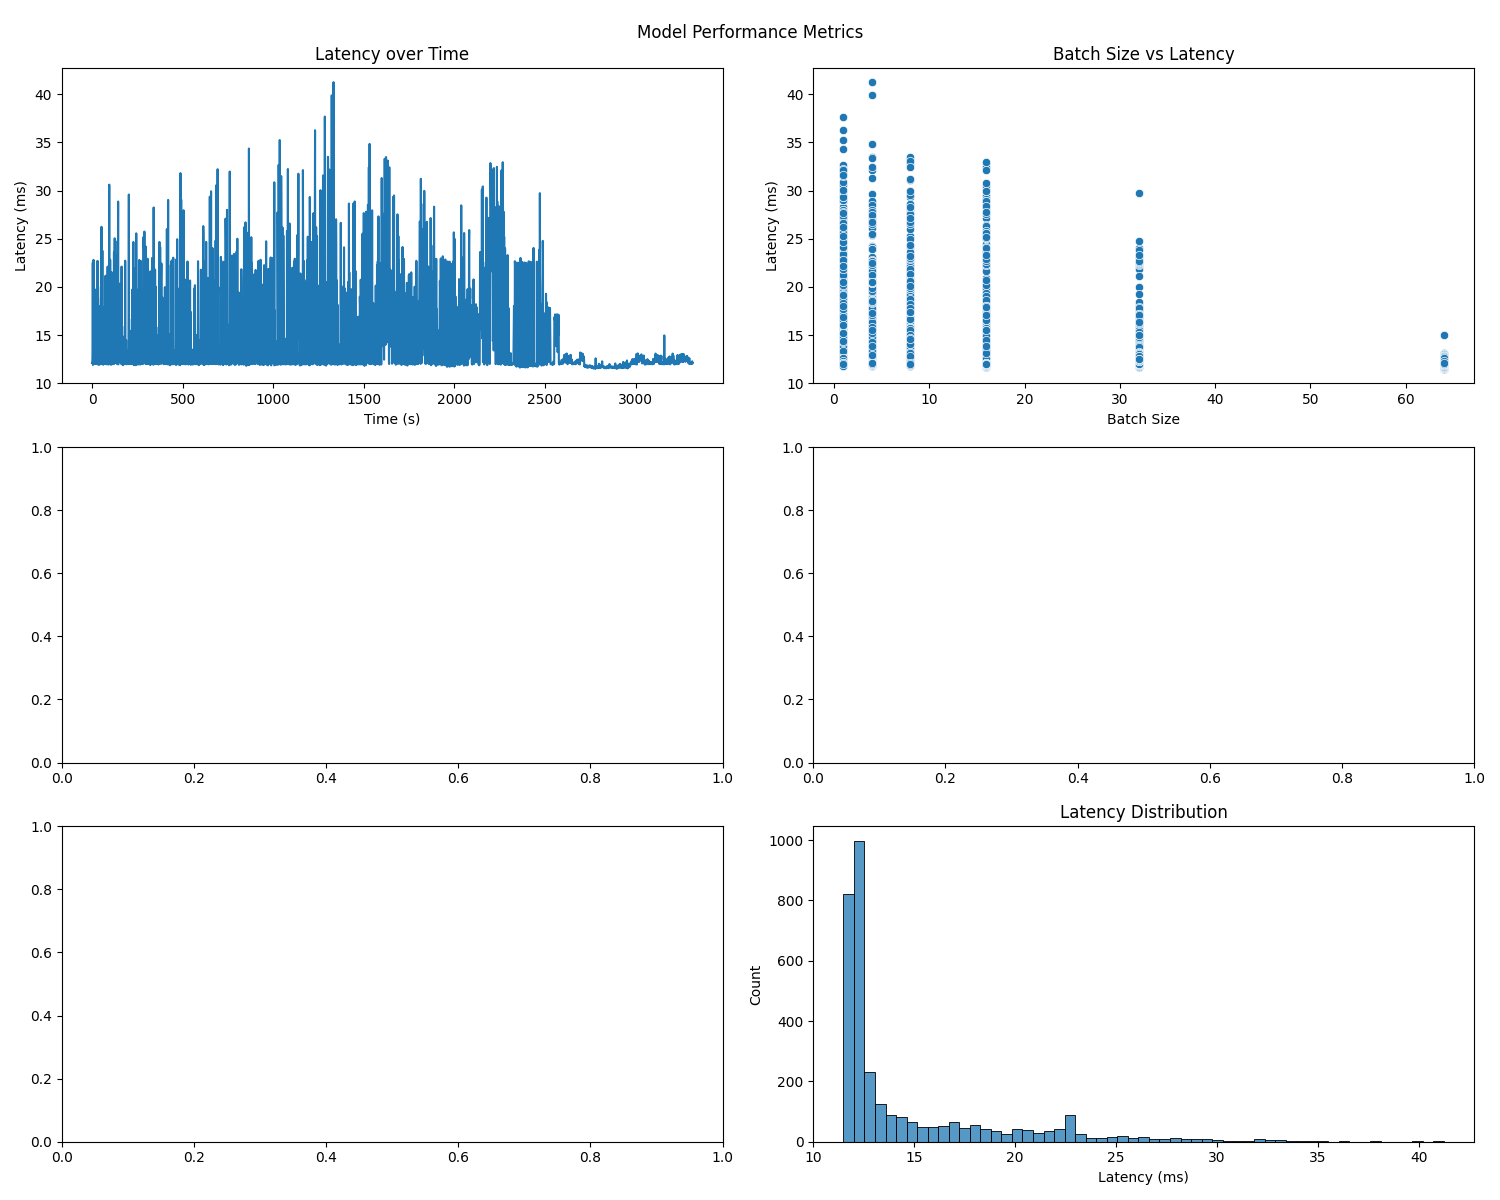 Model Performance Metrics
Latency over Time
Latency (ms)
40
35
30
25
20
15
10
0 500 1000 1500 2000 2500 3000
Time (s)
Batch Size vs Latency
Latency (ms)
40
35
30
25
20
15
10
0 10 20 30 40 50 60
Batch Size
1.0
0.8
0.6
0.4
0.2
0.0
0.0 0.2 0.4 0.6 0.8 1.0
1.0
0.8
0.6
0.4
0.2
0.0
0.0 0.2 0.4 0.6 0.8 1.0
1.0
0.8
0.6
0.4
0.2
0.0
0.0 0.2 0.4 0.6 0.8 1.0
Latency Distribution
Count
1000
800
600
400
200
0
10 15 20 25 30 35 40
Latency (ms)